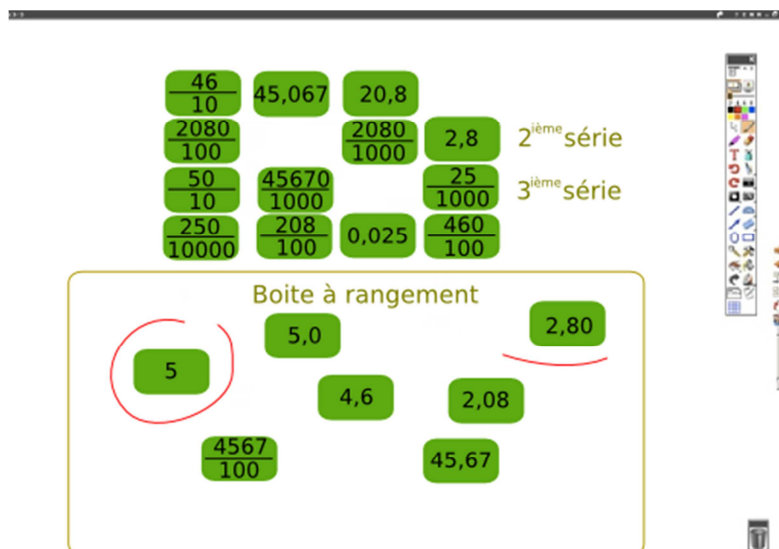 46/10 45,067 20,8
2080/100 2080/1000 2,8 2ième série
50/10 45670/1000 25/1000 3ième série
250/10000 208/100 0,025 460/100
Boite à rangement
5,0 2,80
5
4,6 2,08
4567/100 45,67